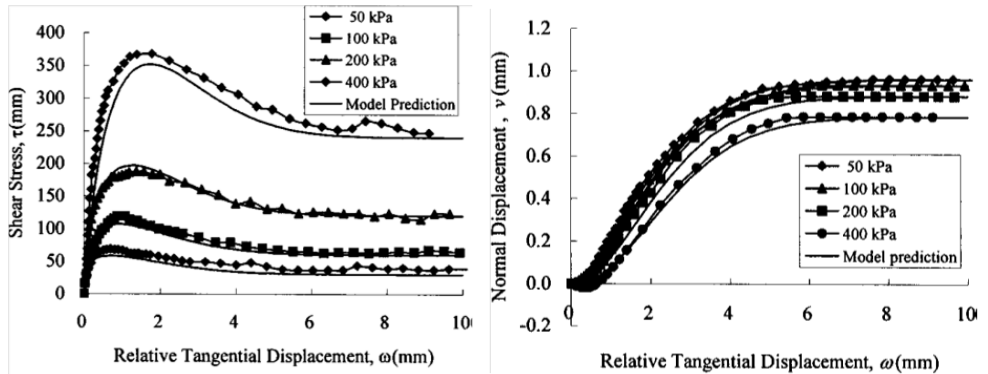 400
350
300
250
200
150
100
50
0
Shear Stress, τ(mm)
50 kPa
100 kPa
200 kPa
400 kPa
Model Prediction
0 2 4 6 8 10
Relative Tangential Displacement, ω(mm)
1.2
1.0
0.8
0.6
0.4
0.2
0.0
-0.2
Normal Displacement , v (mm)
50 kPa
100 kPa
200 kPa
400 kPa
Model prediction
0 2 4 6 8 10
Relative Tangential Displacement, ω(mm)